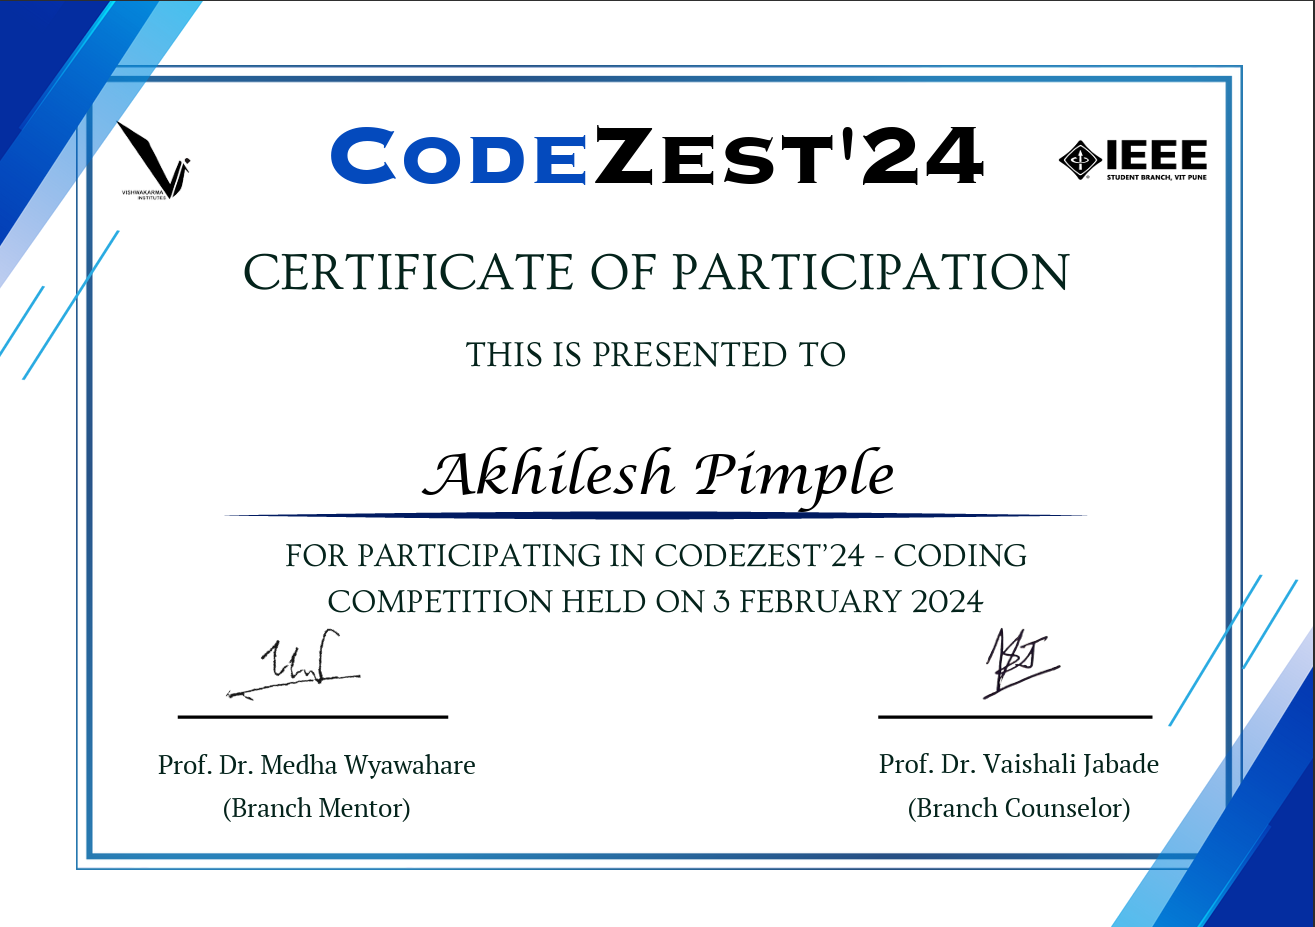 CODEZEST'24
VISHWAKARMA
INSTITUTES
IEEE
STUDENT BRANCH, VIT PUNE
CERTIFICATE OF PARTICIPATION
THIS IS PRESENTED TO
Akhilesh Pimple
FOR PARTICIPATING IN CODEZEST’24 - CODING
COMPETITION HELD ON 3 FEBRUARY 2024
Prof. Dr. Medha Wyawahare
(Branch Mentor)
Prof. Dr. Vaishali Jabade
(Branch Counselor)